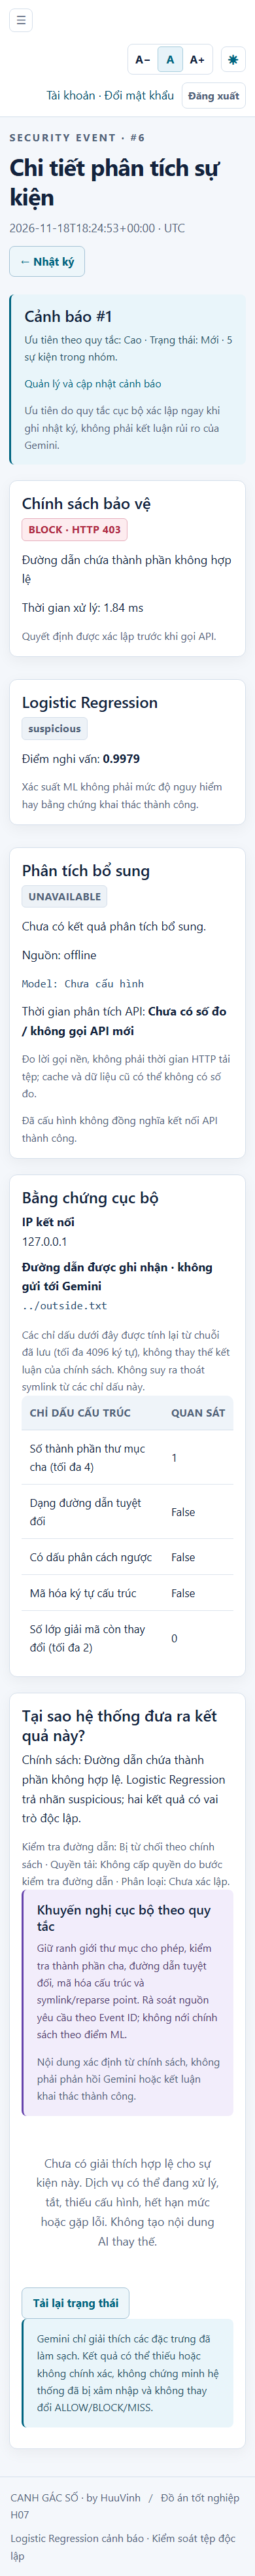 ☰
A− A A+ ☀
Tài khoản · Đổi mật khẩu Đăng xuất
SECURITY EVENT · #6
Chi tiết phân tích sự
kiện
2026-11-18T18:24:53+00:00 · UTC
← Nhật ký
Cảnh báo #1
Ưu tiên theo quy tắc: Cao · Trạng thái: Mới · 5
sự kiện trong nhóm.
Quản lý và cập nhật cảnh báo
Ưu tiên do quy tắc cục bộ xác lập ngay khi
ghi nhật ký, không phải kết luận rủi ro của
Gemini.
Chính sách bảo vệ
BLOCK · HTTP 403
Đường dẫn chứa thành phần không hợp
lệ
Thời gian xử lý: 1.84 ms
Quyết định được xác lập trước khi gọi API.
Logistic Regression
suspicious
Điểm nghi vấn: 0.9979
Xác suất ML không phải mức độ nguy hiểm
hay bằng chứng khai thác thành công.
Phân tích bổ sung
UNAVAILABLE
Chưa có kết quả phân tích bổ sung.
Nguồn: offline
Model: Chưa cấu hình
Thời gian phân tích API: Chưa có số đo
/ không gọi API mới
Đo lời gọi nền, không phải thời gian HTTP tải
tệp; cache và dữ liệu cũ có thể không có số
đo.
Đã cấu hình không đồng nghĩa kết nối API
thành công.
Bằng chứng cục bộ
IP kết nối
127.0.0.1
Đường dẫn được ghi nhận · không
gửi tới Gemini
../outside.txt
Các chỉ dấu dưới đây được tính lại từ chuỗi
đã lưu (tối đa 4096 ký tự), không thay thế kết
luận của chính sách. Không suy ra thoát
symlink từ các chỉ dấu này.
CHỈ DẤU CẤU TRÚC QUAN SÁT
Số thành phần thư mục
cha (tối đa 4) 1
Dạng đường dẫn tuyệt
đối False
Có dấu phân cách ngược False
Mã hóa ký tự cấu trúc False
Số lớp giải mã còn thay
đổi (tối đa 2) 0
Tại sao hệ thống đưa ra kết
quả này?
Chính sách: Đường dẫn chứa thành
phần không hợp lệ. Logistic Regression
trả nhãn suspicious; hai kết quả có vai
trò độc lập.
Kiểm tra đường dẫn: Bị từ chối theo chính
sách · Quyền tải: Không cấp quyền do bước
kiểm tra đường dẫn · Phân loại: Chưa xác lập.
Khuyến nghị cục bộ theo quy
tắc
Giữ ranh giới thư mục cho phép, kiểm
tra thành phần cha, đường dẫn tuyệt
đối, mã hóa cấu trúc và
symlink/reparse point. Rà soát nguồn
yêu cầu theo Event ID; không nới chính
sách theo điểm ML.
Nội dung xác định từ chính sách, không
phải phản hồi Gemini hoặc kết luận
khai thác thành công.
Chưa có giải thích hợp lệ cho sự
kiện này. Dịch vụ có thể đang xử lý,
tắt, thiếu cấu hình, hết hạn mức
hoặc gặp lỗi. Không tạo nội dung
AI thay thế.
Tải lại trạng thái
Gemini chỉ giải thích các đặc trưng đã
làm sạch. Kết quả có thể thiếu hoặc
không chính xác, không chứng minh hệ
thống đã bị xâm nhập và không thay
đổi ALLOW/BLOCK/MISS.
CANH GÁC SỐ · by HuuVinh / Đồ án tốt nghiệp
H07
Logistic Regression cảnh báo · Kiểm soát tệp độc
lập